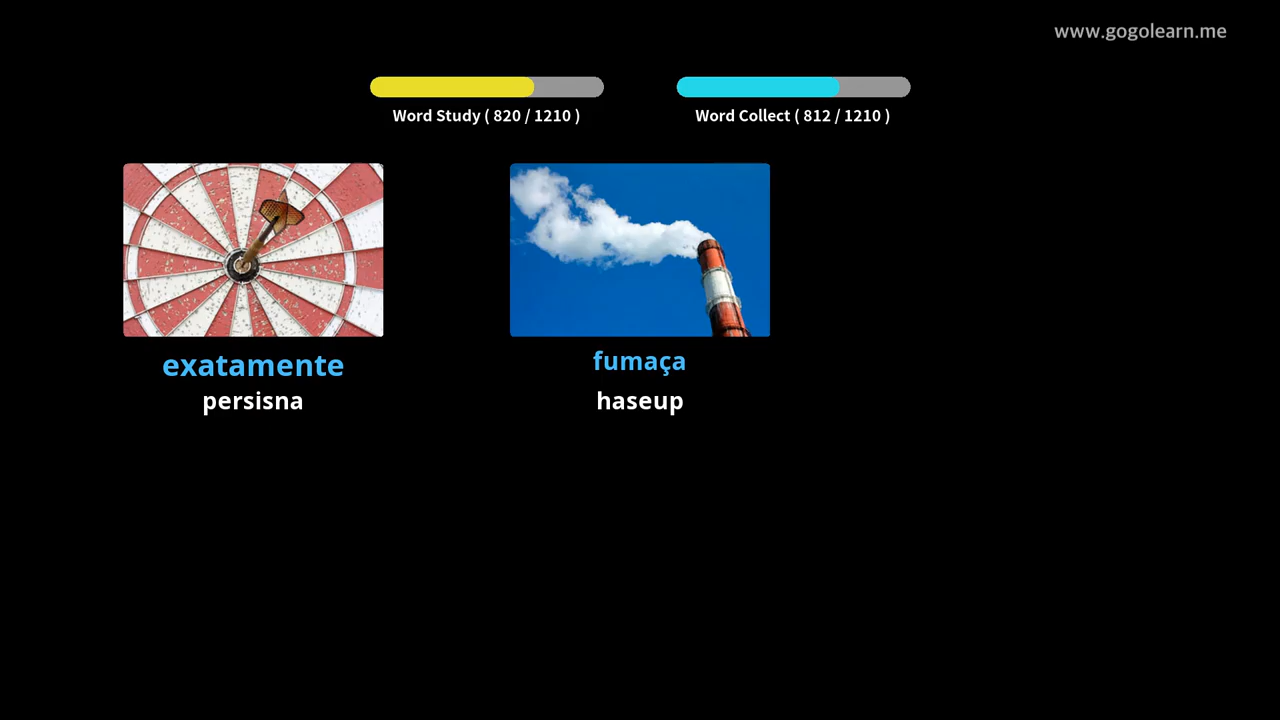 www.gogolearn.me
Word Study ( 820 / 1210 )
Word Collect ( 812 / 1210 )
exatamente
persisna
fumaça
haseup